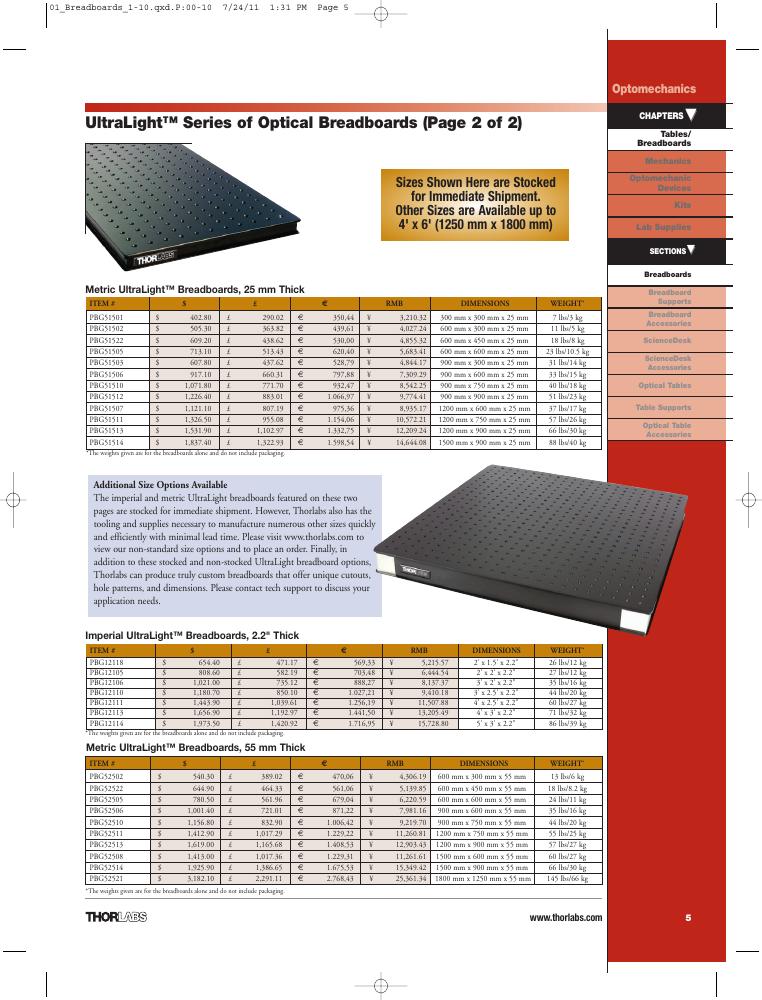 01_Breadboards_1-10.qxd.P:00-10 7/24/11 1:31 PM Page 5
Optomechanics
UltraLight™ Series of Optical Breadboards (Page 2 of 2)
CHAPTERS
Tables/
Breadboards
Mechanics
Optomechanic
Devices
Kits
Lab Supplies
SECTIONS
Breadboards
Breadboard
Supports
Breadboard
Accessories
ScienceDesk
ScienceDesk
Accessories
Optical Tables
Table Supports
Optical Table
Accessories
Sizes Shown Here are Stocked
for Immediate Shipment.
Other Sizes are Available up to
4' x 6' (1250 mm x 1800 mm)
THORLABS
Metric UltraLight™ Breadboards, 25 mm Thick
ITEM # $ £ € RMB DIMENSIONS WEIGHT*
PBG51501 $ 402.80 £ 290.02 € 350,44 ¥ 3,210.32 300 mm x 300 mm x 25 mm 7 lbs/3 kg
PBG51502 $ 505.30 £ 363.82 € 439,61 ¥ 4,027.24 600 mm x 300 mm x 25 mm 11 lbs/5 kg
PBG51522 $ 609.20 £ 438.62 € 530,00 ¥ 4,855.32 600 mm x 450 mm x 25 mm 18 lbs/8 kg
PBG51505 $ 713.10 £ 513.43 € 620,40 ¥ 5,683.41 600 mm x 600 mm x 25 mm 23 lbs/10.5 kg
PBG51503 $ 607.80 £ 437.62 € 528,79 ¥ 4,844.17 900 mm x 300 mm x 25 mm 31 lbs/14 kg
PBG51506 $ 917.10 £ 660.31 € 797,88 ¥ 7,309.29 900 mm x 600 mm x 25 mm 33 lbs/15 kg
PBG51510 $ 1,071.80 £ 771.70 € 932,47 ¥ 8,542.25 900 mm x 750 mm x 25 mm 40 lbs/18 kg
PBG51512 $ 1,226.40 £ 883.01 € 1.066,97 ¥ 9,774.41 900 mm x 900 mm x 25 mm 51 lbs/23 kg
PBG51507 $ 1,121.10 £ 807.19 € 975,36 ¥ 8,935.17 1200 mm x 600 mm x 25 mm 37 lbs/17 kg
PBG51511 $ 1,326.50 £ 955.08 € 1.154,06 ¥ 10,572.21 1200 mm x 750 mm x 25 mm 57 lbs/26 kg
PBG51513 $ 1,531.90 £ 1,102.97 € 1.332,75 ¥ 12,209.24 1200 mm x 900 mm x 25 mm 66 lbs/30 kg
PBG51514 $ 1,837.40 £ 1,322.93 € 1.598,54 ¥ 14,644.08 1500 mm x 900 mm x 25 mm 88 lbs/40 kg
*The weights given are for the breadboards alone and do not include packaging.
Additional Size Options Available
The imperial and metric UltraLight breadboards featured on these two
pages are stocked for immediate shipment. However, Thorlabs also has the
tooling and supplies necessary to manufacture numerous other sizes quickly
and efficiently with minimal lead time. Please visit www.thorlabs.com to
view our non-standard size options and to place an order. Finally, in
addition to these stocked and non-stocked UltraLight breadboard options,
Thorlabs can produce truly custom breadboards that offer unique cutouts,
hole patterns, and dimensions. Please contact tech support to discuss your
application needs.
THORLABS
Imperial UltraLight™ Breadboards, 2.2" Thick
ITEM # $ £ € RMB DIMENSIONS WEIGHT*
PBG12118 $ 654.40 £ 471.17 € 569,33 ¥ 5,215.57 2' x 1.5' x 2.2" 26 lbs/12 kg
PBG12105 $ 808.60 £ 582.19 € 703,48 ¥ 6,444.54 2' x 2' x 2.2" 27 lbs/12 kg
PBG12106 $ 1,021.00 £ 735.12 € 888,27 ¥ 8,137.37 3' x 2' x 2.2" 35 lbs/16 kg
PBG12110 $ 1,180.70 £ 850.10 € 1.027,21 ¥ 9,410.18 3' x 2.5' x 2.2" 44 lbs/20 kg
PBG12111 $ 1,443.90 £ 1,039.61 € 1.256,19 ¥ 11,507.88 4' x 2.5' x 2.2" 60 lbs/27 kg
PBG12113 $ 1,656.90 £ 1,192.97 € 1.441,50 ¥ 13,205.49 4' x 3' x 2.2" 71 lbs/32 kg
PBG12114 $ 1,973.50 £ 1,420.92 € 1.716,95 ¥ 15,728.80 5' x 3' x 2.2" 86 lbs/39 kg
*The weights given are for the breadboards alone and do not include packaging.
Metric UltraLight™ Breadboards, 55 mm Thick
ITEM # $ £ € RMB DIMENSIONS WEIGHT*
PBG52502 $ 540.30 £ 389.02 € 470,06 ¥ 4,306.19 600 mm x 300 mm x 55 mm 13 lbs/6 kg
PBG52522 $ 644.90 £ 464.33 € 561,06 ¥ 5,139.85 600 mm x 450 mm x 55 mm 18 lbs/8.2 kg
PBG52505 $ 780.50 £ 561.96 € 679,04 ¥ 6,220.59 600 mm x 600 mm x 55 mm 24 lbs/11 kg
PBG52506 $ 1,001.40 £ 721.01 € 871,22 ¥ 7,981.16 900 mm x 600 mm x 55 mm 35 lbs/16 kg
PBG52510 $ 1,156.80 £ 832.90 € 1.006,42 ¥ 9,219.70 900 mm x 750 mm x 55 mm 44 lbs/20 kg
PBG52511 $ 1,412.90 £ 1,017.29 € 1.229,22 ¥ 11,260.81 1200 mm x 750 mm x 55 mm 55 lbs/25 kg
PBG52513 $ 1,619.00 £ 1,165.68 € 1.408,53 ¥ 12,903.43 1200 mm x 900 mm x 55 mm 57 lbs/27 kg
PBG52508 $ 1,413.00 £ 1,017.36 € 1.229,31 ¥ 11,261.61 1500 mm x 600 mm x 55 mm 60 lbs/27 kg
PBG52514 $ 1,925.90 £ 1,386.65 € 1.675,53 ¥ 15,349.42 1500 mm x 900 mm x 55 mm 66 lbs/30 kg
PBG52521 $ 3,182.10 £ 2,291.11 € 2.768,43 ¥ 25,361.34 1800 mm x 1250 mm x 55 mm 145 lbs/66 kg
*The weights given are for the breadboards alone and do not include packaging.
THORLABS
www.thorlabs.com
5